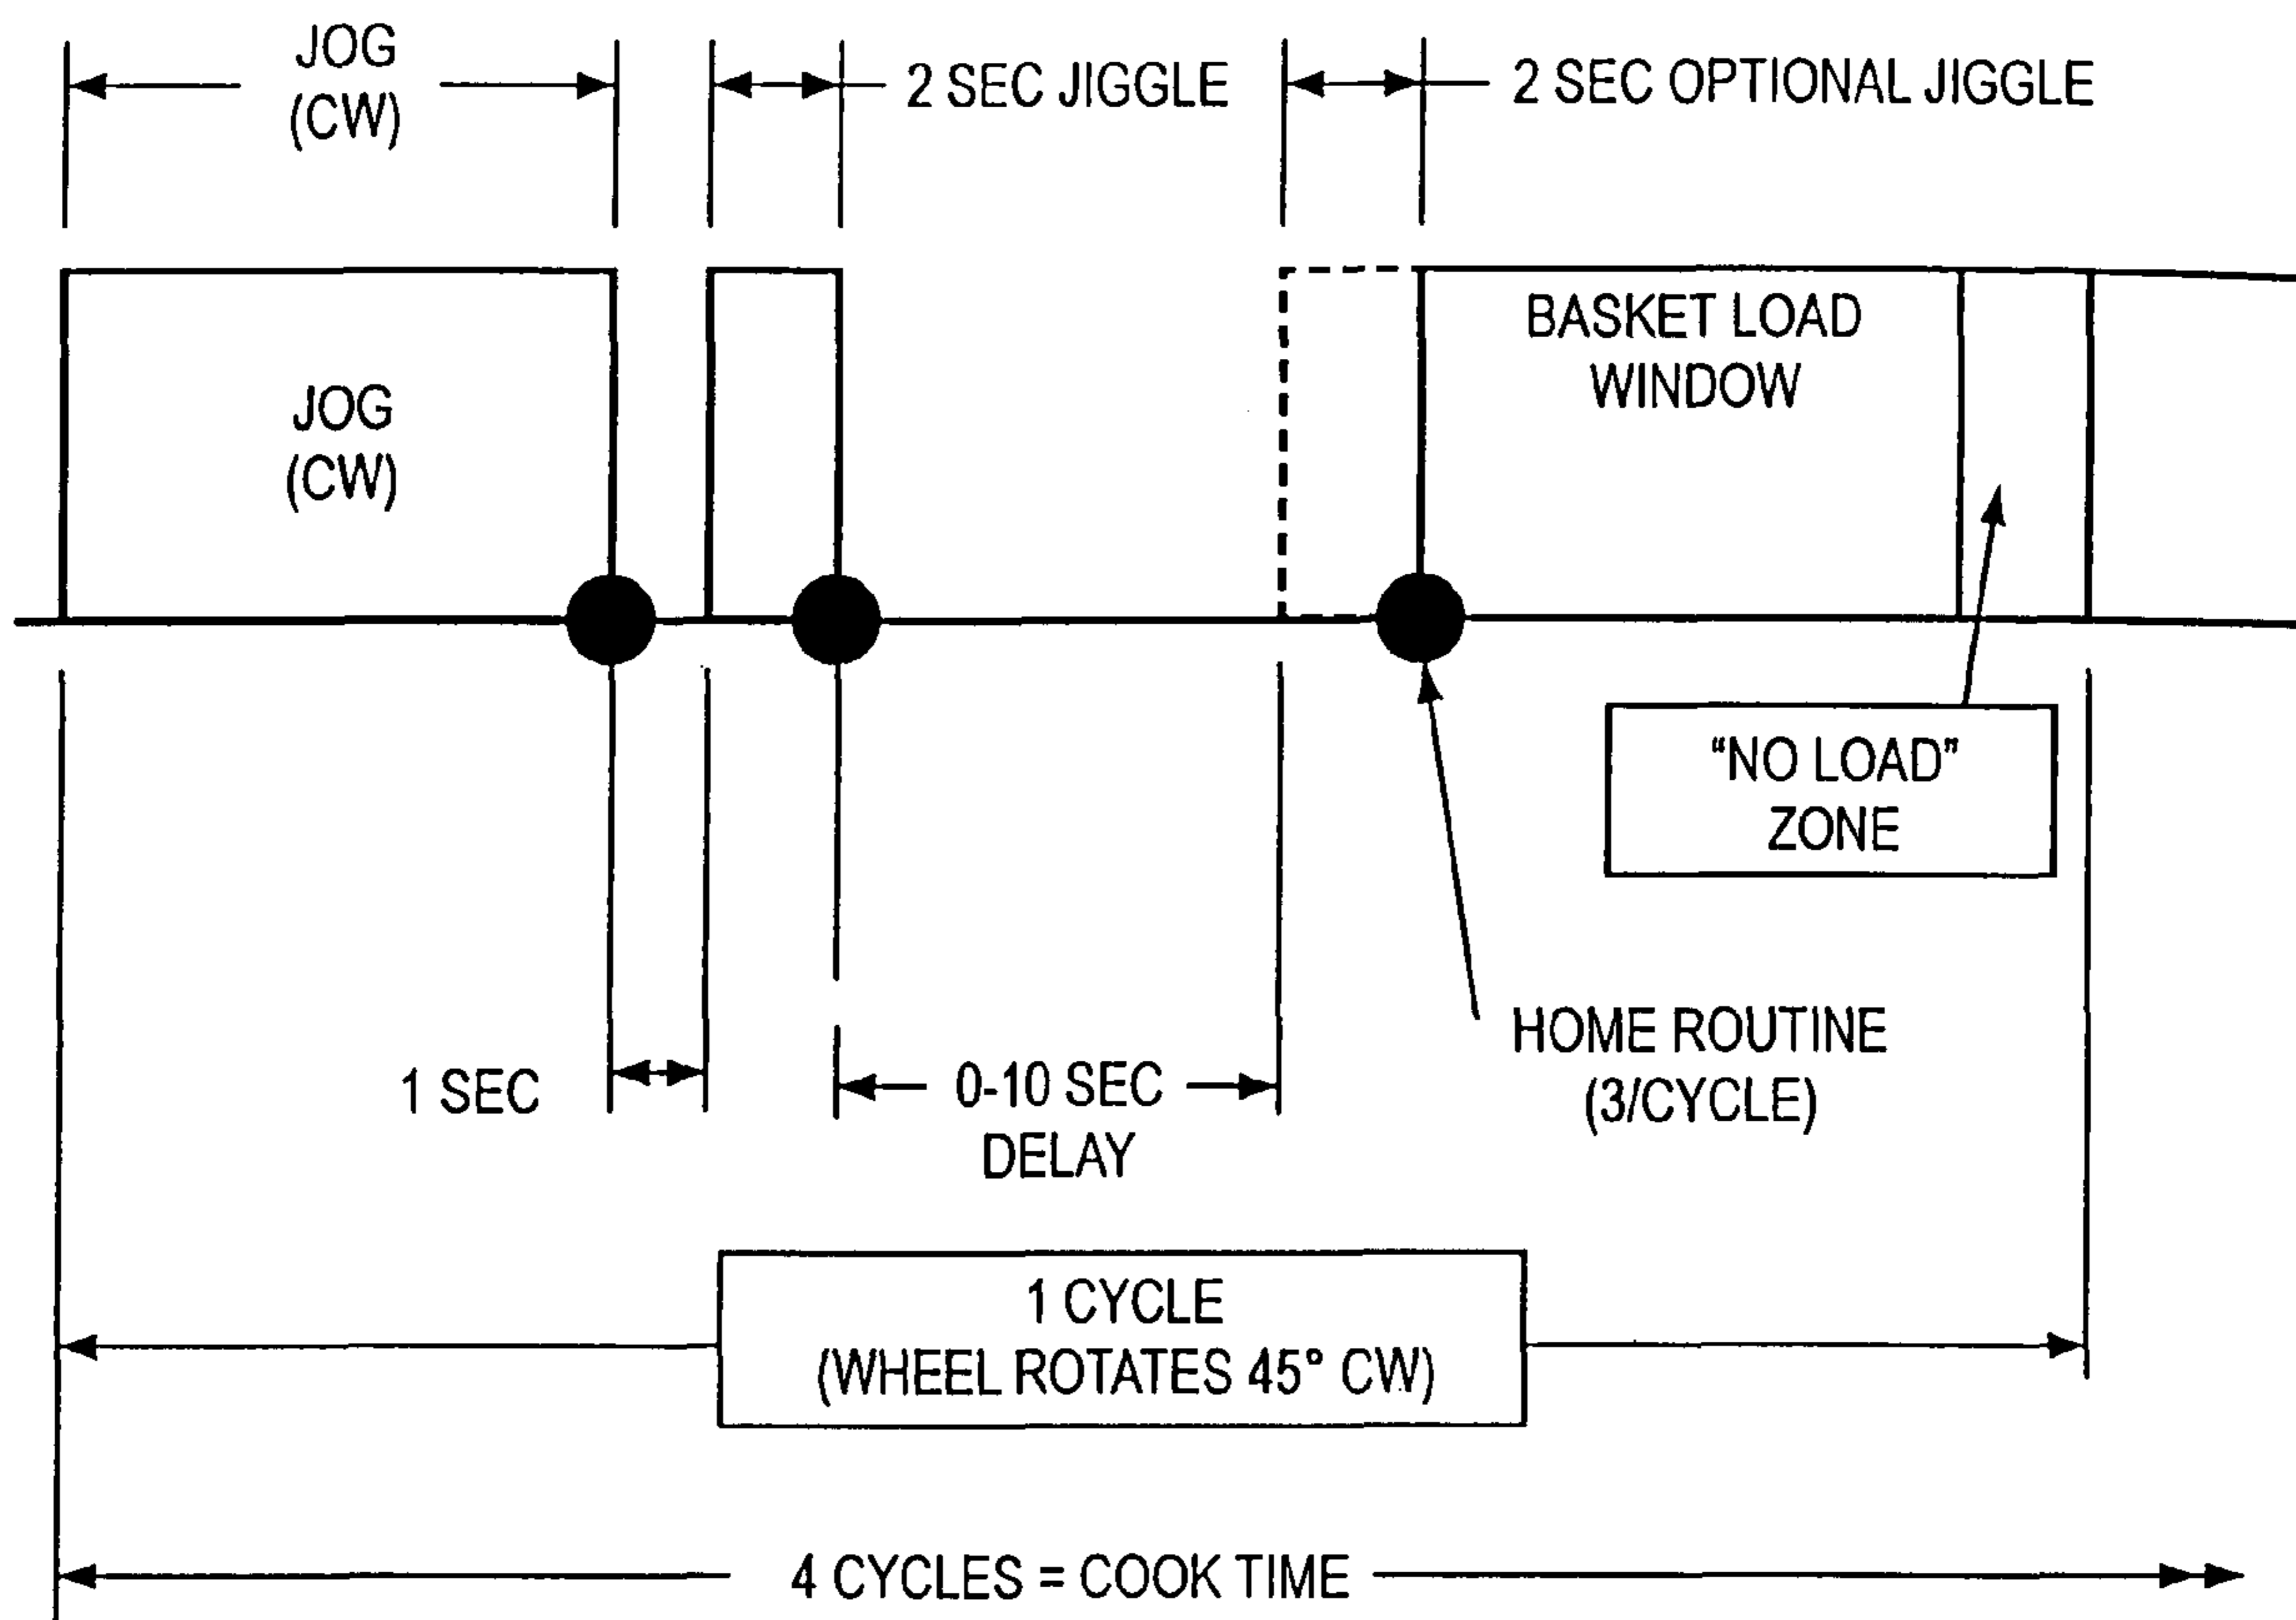 JOG
(CW)
2 SEC JIGGLE
2 SEC OPTIONAL JIGGLE
JOG
(CW)
BASKET LOAD
WINDOW
“NO LOAD”
ZONE
HOME ROUTINE
(3/CYCLE)
1 SEC
0-10 SEC
DELAY
1 CYCLE
(WHEEL ROTATES 45° CW)
4 CYCLES = COOK TIME